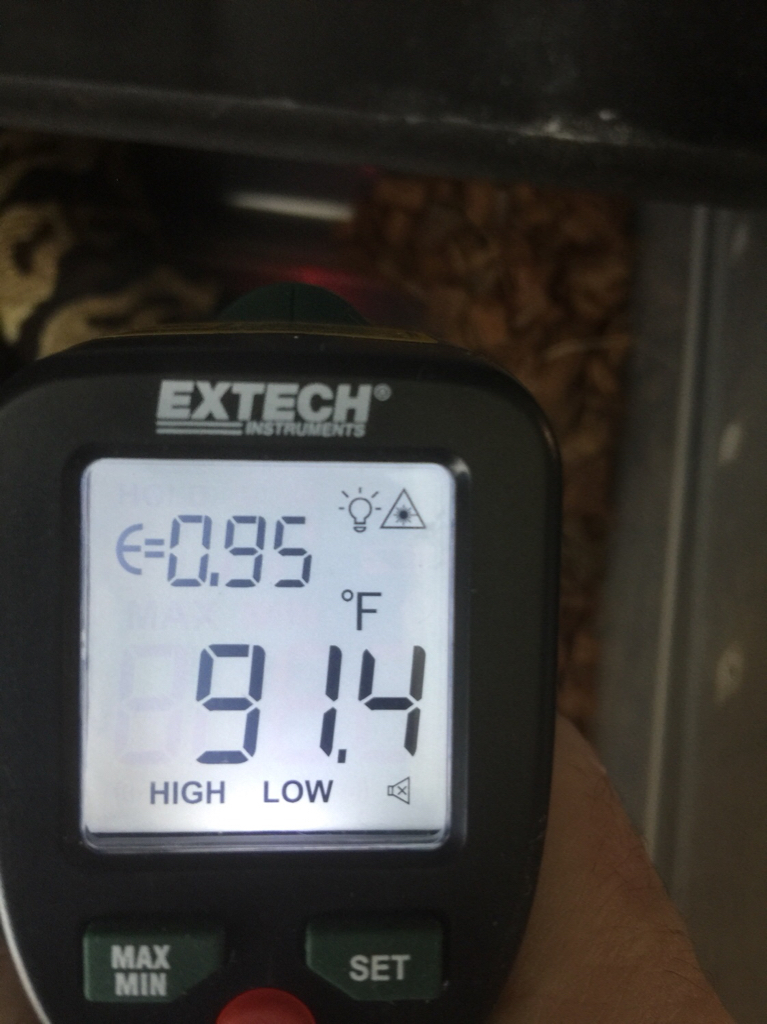 EXTECH®
INSTRUMENTS
€=0.95
°F
91.4
HIGH LOW
MAX
MIN
SET